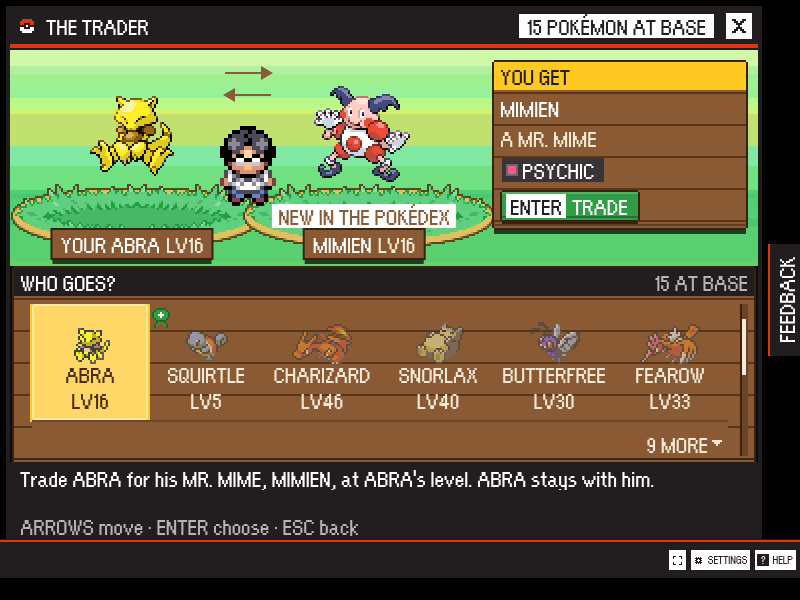 THE TRADER
15 POKÉMON AT BASE
X
YOU GET
MIMIEN
A MR. MIME
PSYCHIC
ENTER TRADE
NEW IN THE POKÉDEX
YOUR ABRA LV16
MIMIEN LV16
FEEDBACK
WHO GOES?
15 AT BASE
ABRA
LV16
SQUIRTLE
LV5
CHARIZARD
LV46
SNORLAX
LV40
BUTTERFREE
LV30
FEAROW
LV33
9 MORE
Trade ABRA for his MR. MIME, MIMIEN, at ABRA's level. ABRA stays with him.
ARROWS move · ENTER choose · ESC back
SETTINGS
? HELP